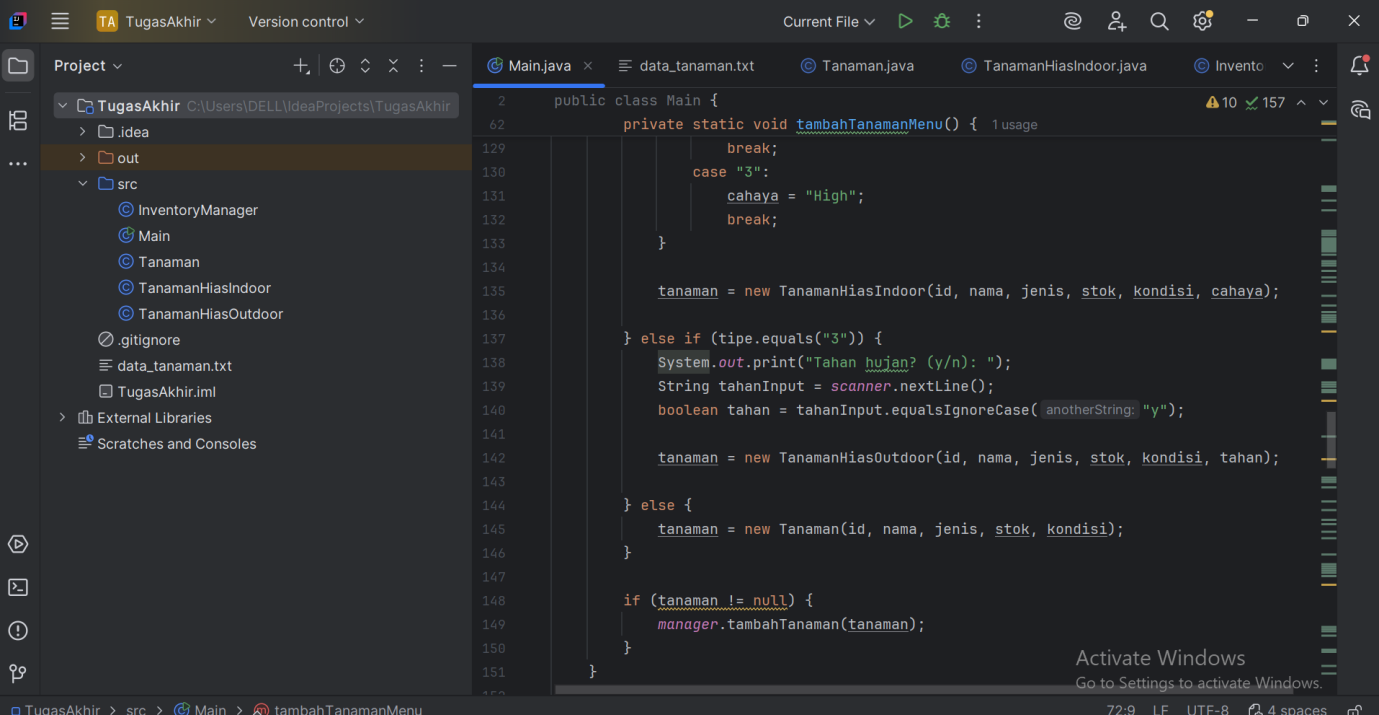 TA TugasAkhir Version control Current File
Project
Main.java data_tanaman.txt Tanaman.java TanamanHiasIndoor.java Invento
TugasAkhir C:\Users\DELL\IdeaProjects\TugasAkhir
.idea
out
src
InventoryManager
Main
Tanaman
TanamanHiasIndoor
TanamanHiasOutdoor
.gitignore
data_tanaman.txt
TugasAkhir.iml
External Libraries
Scratches and Consoles
2 public class Main {
10 157
62 private static void tambahTanamanMenu() { 1 usage
129 break;
130 case "3":
131 cahaya = "High";
132 break;
133 }
134
135 tanaman = new TanamanHiasIndoor(id, nama, jenis, stok, kondisi, cahaya);
136
137 } else if (tipe.equals("3")) {
138 System.out.print("Tahan hujan? (y/n): ");
139 String tahanInput = scanner.nextLine();
140 boolean tahan = tahanInput.equalsIgnoreCase( anotherString: "y");
141
142 tanaman = new TanamanHiasOutdoor(id, nama, jenis, stok, kondisi, tahan);
143
144 } else {
145 tanaman = new Tanaman(id, nama, jenis, stok, kondisi);
146 }
147
148 if (tanaman != null) {
149 manager.tambahTanaman(tanaman);
150 }
151 }
Activate Windows
Go to Settings to activate Windows.
TugasAkhir > src > Main > tambahTanamanMenu 72:9 LF UTF-8 4 spaces